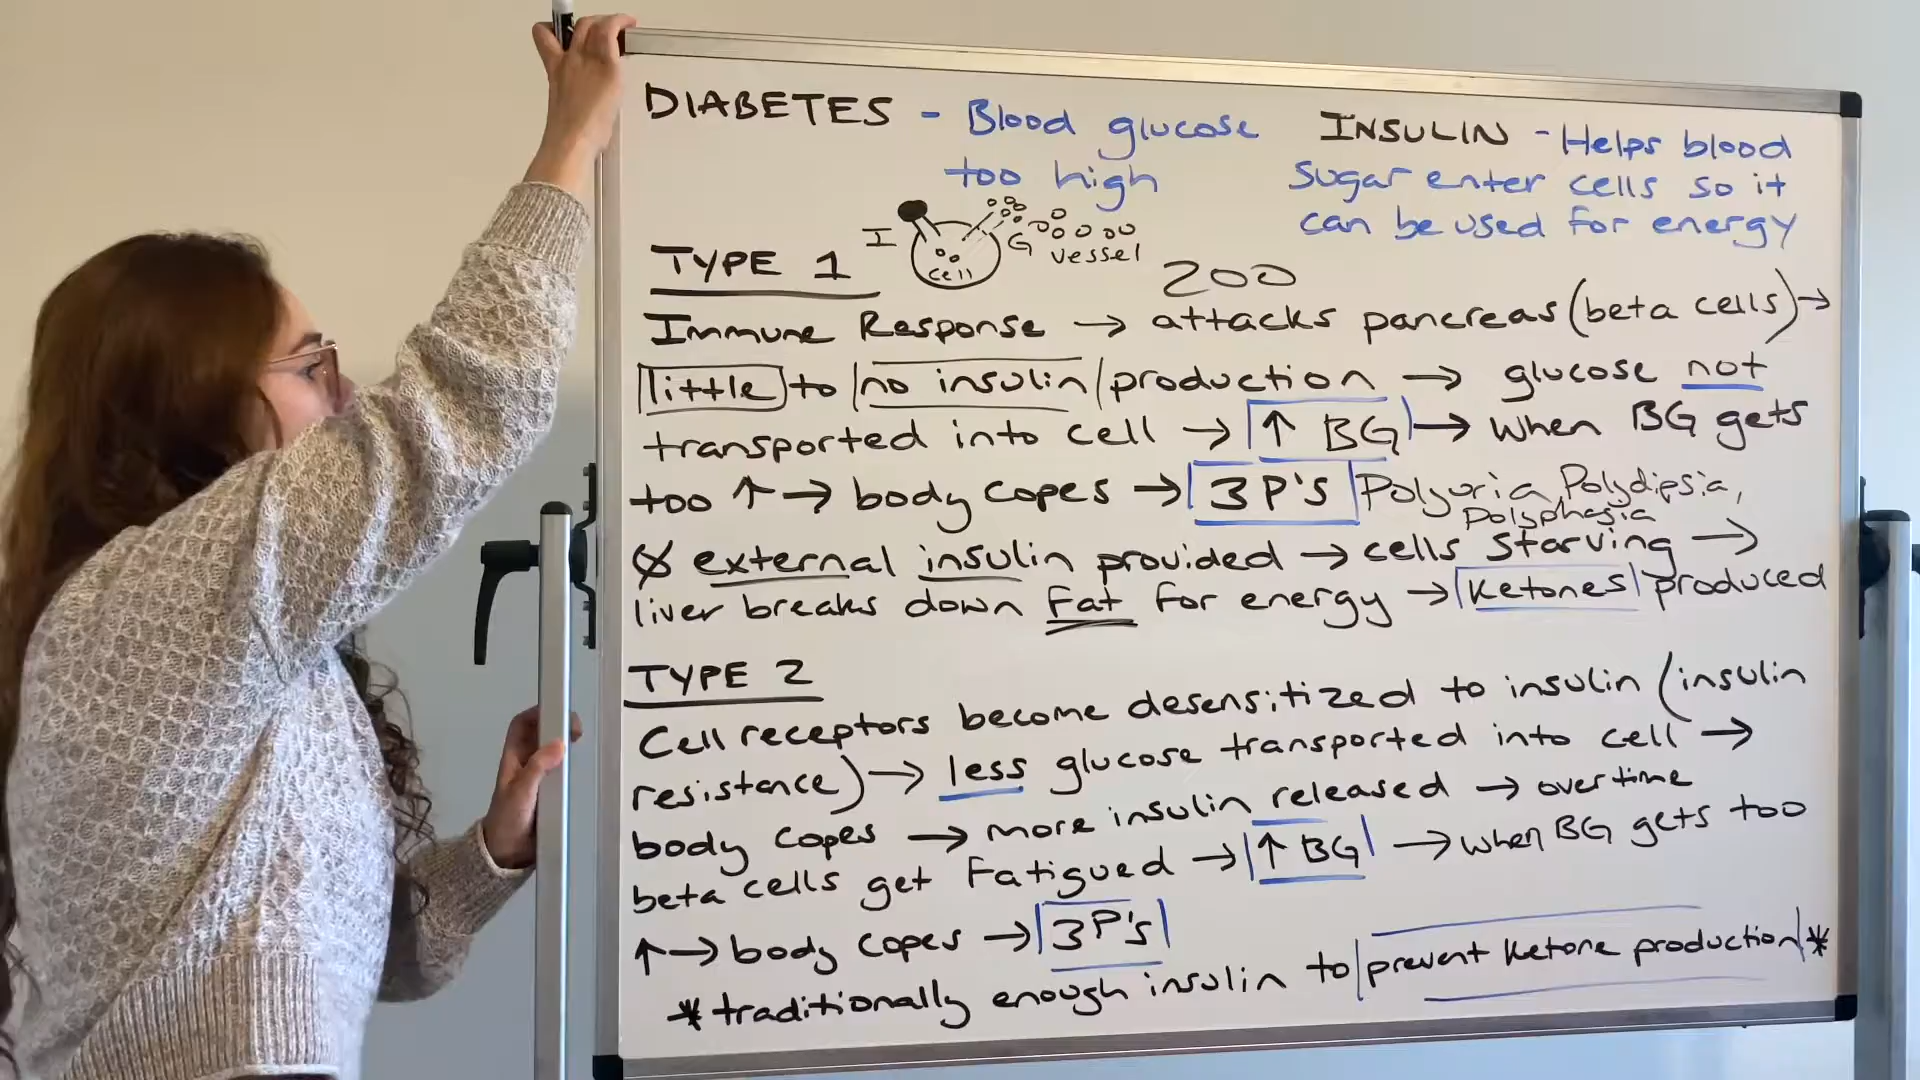 DIABETES - Blood glucose
too high
INSULIN - Helps blood
sugar enter cells so it
can be used for energy
I
cell
G
vessel
TYPE 1
200
Immune Response → attacks pancreas (beta cells) →
little to no insulin production → glucose not
transported into cell → ↑ BG → when BG gets
too ↑ → body copes → 3 P's Polyuria, Polydipsia,
Polyphagia
Ø external insulin provided → cells starving →
liver breaks down fat for energy → ketones produced
TYPE 2
Cell receptors become desensitized to insulin (insulin
resistence) → less glucose transported into cell →
body copes → more insulin released → over time
beta cells get fatigued → ↑ BG → when BG gets too
↑ → body copes → 3P's
* traditionally enough insulin to prevent ketone production *